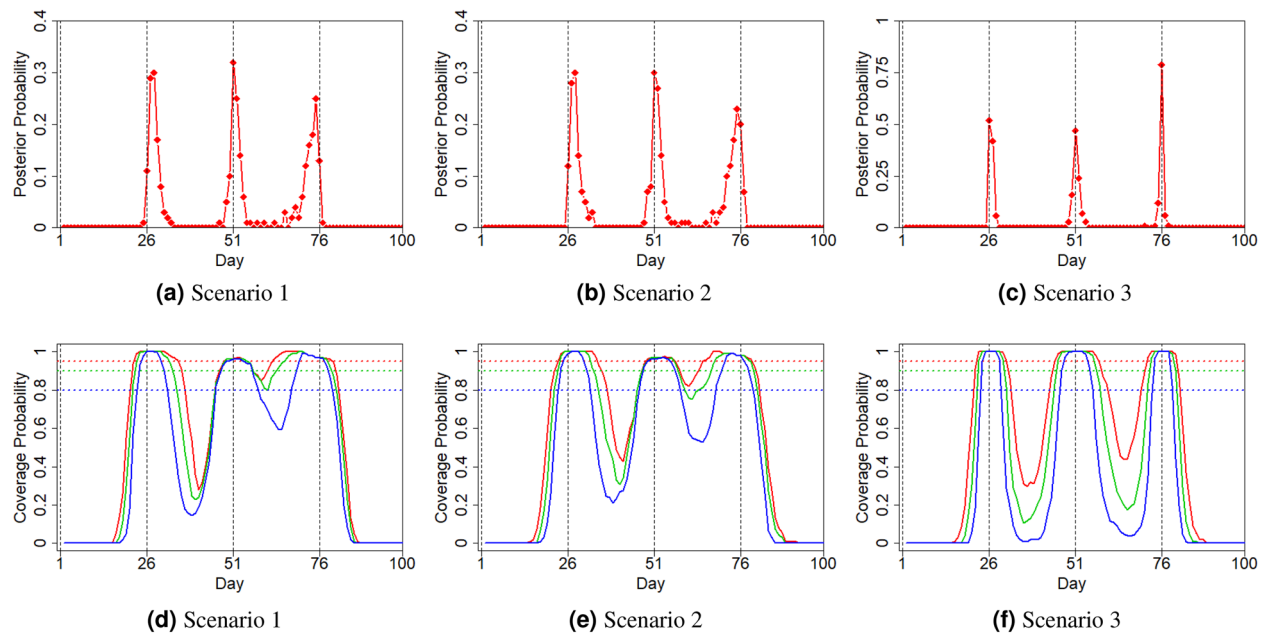 0.4
0.3
0.2
0.1
0
Posterior Probability
1 26 51 76 100
Day
(a) Scenario 1
0.4
0.3
0.2
0.1
0
Posterior Probability
1 26 51 76 100
Day
(b) Scenario 2
1
0.75
0.5
0.25
0
Posterior Probability
1 26 51 76 100
Day
(c) Scenario 3
1
0.8
0.6
0.4
0.2
0
Coverage Probability
1 26 51 76 100
Day
(d) Scenario 1
1
0.8
0.6
0.4
0.2
0
Coverage Probability
1 26 51 76 100
Day
(e) Scenario 2
1
0.8
0.6
0.4
0.2
0
Coverage Probability
1 26 51 76 100
Day
(f) Scenario 3